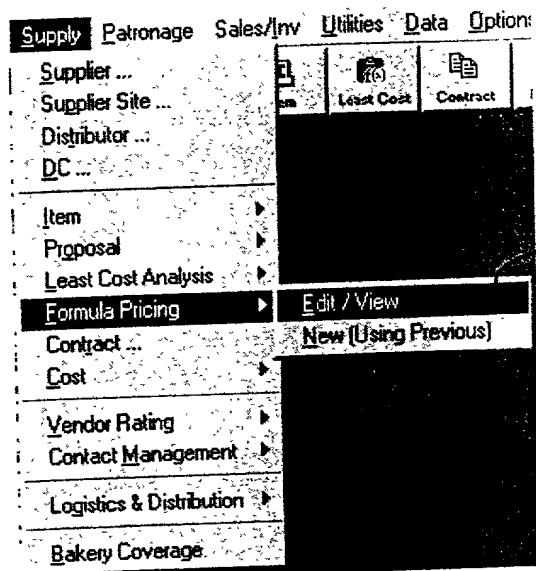 Supply Patronage Sales/Inv Utilities Data Options
Supplier ...
Supplier Site ...
Distributor ...
DC ...
Least Cost
Contract
Item
Proposal
Least Cost Analysis
Formula Pricing
Edit / View
New (Using Previous)
Contract ...
Cost
Vendor Rating
Contact Management
Logistics & Distribution
Bakery Coverage